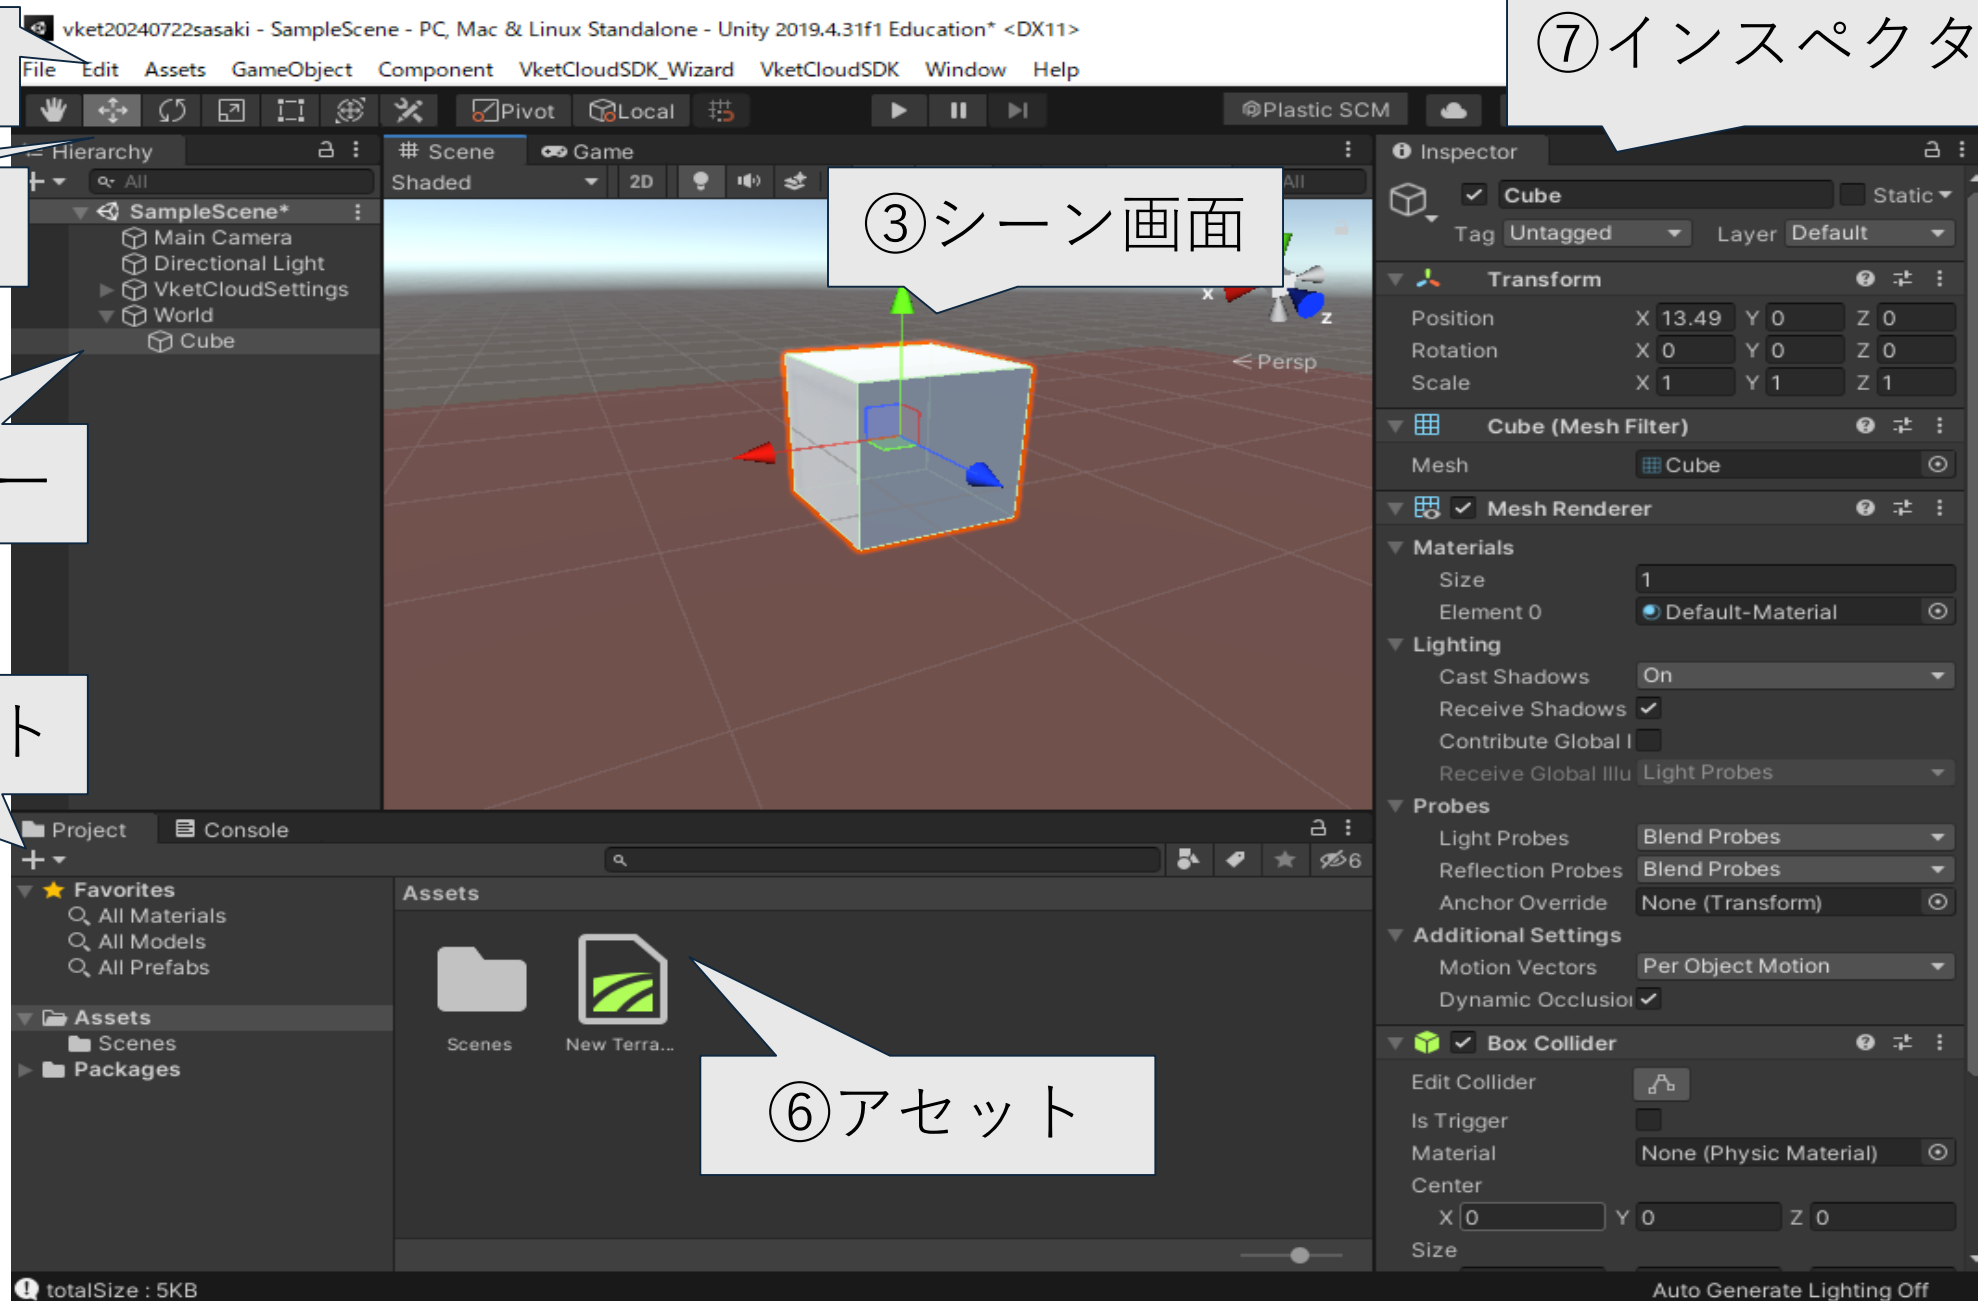 vket20240722sasaki - SampleScene - PC, Mac & Linux Standalone - Unity 2019.4.31f1 Education* <DX11>
⑦インスペクタ
File Edit Assets GameObject Component VketCloudSDK_Wizard VketCloudSDK Window Help
Pivot Local Plastic SCM
Hierarchy
All
SampleScene*
Main Camera
Directional Light
VketCloudSettings
World
Cube
ー
ト
Scene Game
Shaded 2D All
③シーン画面
x
z
Persp
Inspector
Cube Static
Tag Untagged Layer Default
Transform
Position X 13.49 Y 0 Z 0
Rotation X 0 Y 0 Z 0
Scale X 1 Y 1 Z 1
Cube (Mesh Filter)
Mesh Cube
Mesh Renderer
Materials
Size 1
Element 0 Default-Material
Lighting
Cast Shadows On
Receive Shadows
Contribute Global I
Receive Global Illu Light Probes
Probes
Light Probes Blend Probes
Reflection Probes Blend Probes
Anchor Override None (Transform)
Additional Settings
Motion Vectors Per Object Motion
Dynamic Occlusion
Box Collider
Edit Collider
Is Trigger
Material None (Physic Material)
Center
X 0 Y 0 Z 0
Size
Project Console
6
Favorites
All Materials
All Models
All Prefabs
Assets
Scenes
Packages
Assets
Scenes New Terra...
⑥アセット
totalSize : 5KB
Auto Generate Lighting Off